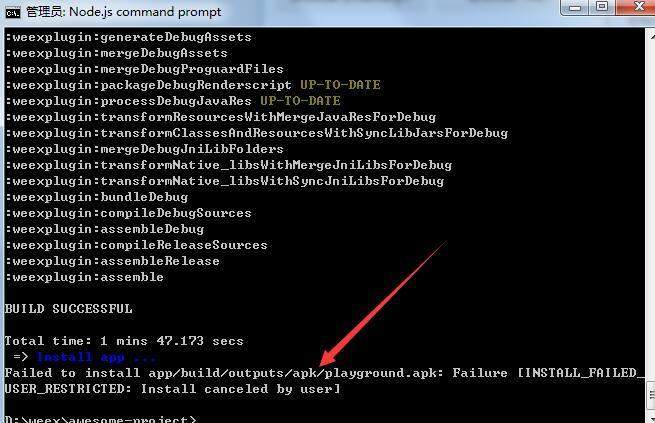 管理员: Node.js command prompt
:weexplugin:generateDebugAssets
:weexplugin:mergeDebugAssets
:weexplugin:mergeDebugProguardFiles
:weexplugin:packageDebugRenderscript UP-TO-DATE
:weexplugin:processDebugJavaRes UP-TO-DATE
:weexplugin:transformResourcesWithMergeJavaResForDebug
:weexplugin:transformClassesAndResourcesWithSyncLibJarsForDebug
:weexplugin:mergeDebugJniLibFolders
:weexplugin:transformNative_libsWithMergeJniLibsForDebug
:weexplugin:transformNative_libsWithSyncJniLibsForDebug
:weexplugin:bundleDebug
:weexplugin:compileDebugSources
:weexplugin:assembleDebug
:weexplugin:compileReleaseSources
:weexplugin:assembleRelease
:weexplugin:assemble
BUILD SUCCESSFUL
Total time: 1 mins 47.173 secs
=> Install app ...
Failed to install app/build/outputs/apk/playground.apk: Failure [INSTALL_FAILED_
USER_RESTRICTED: Install canceled by user]
D:\weex\awesome-project>